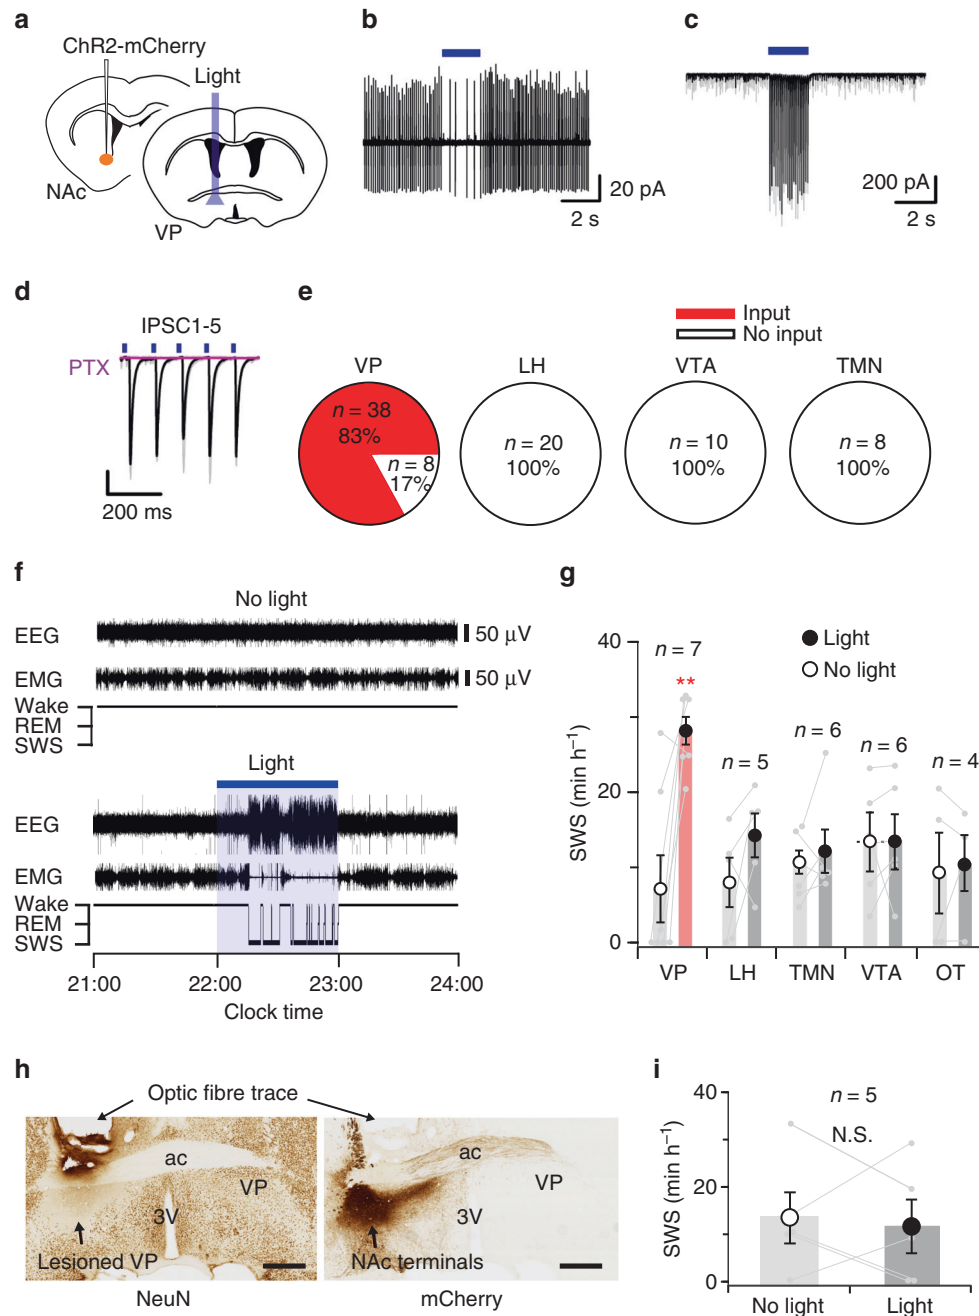 a
ChR2-mCherry
Light
NAc
VP
b
20 pA
2 s
c
200 pA
2 s
d
IPSC1-5
PTX
200 ms
e
Input
No input
VP
LH
VTA
TMN
n = 38
83%
n = 8
17%
n = 20
100%
n = 10
100%
n = 8
100%
f
No light
EEG
50 µV
EMG
50 µV
Wake
REM
SWS
Light
EEG
EMG
Wake
REM
SWS
21:00 22:00 23:00 24:00
Clock time
g
Light
No light
SWS (min h⁻¹)
40
20
0
n = 7
**
n = 5
n = 6
n = 6
n = 4
VP LH TMN VTA OT
h
Optic fibre trace
ac
VP
3V
Lesioned VP
NeuN
ac
VP
3V
NAc terminals
mCherry
i
SWS (min h⁻¹)
40
20
0
n = 5
N.S.
No light Light